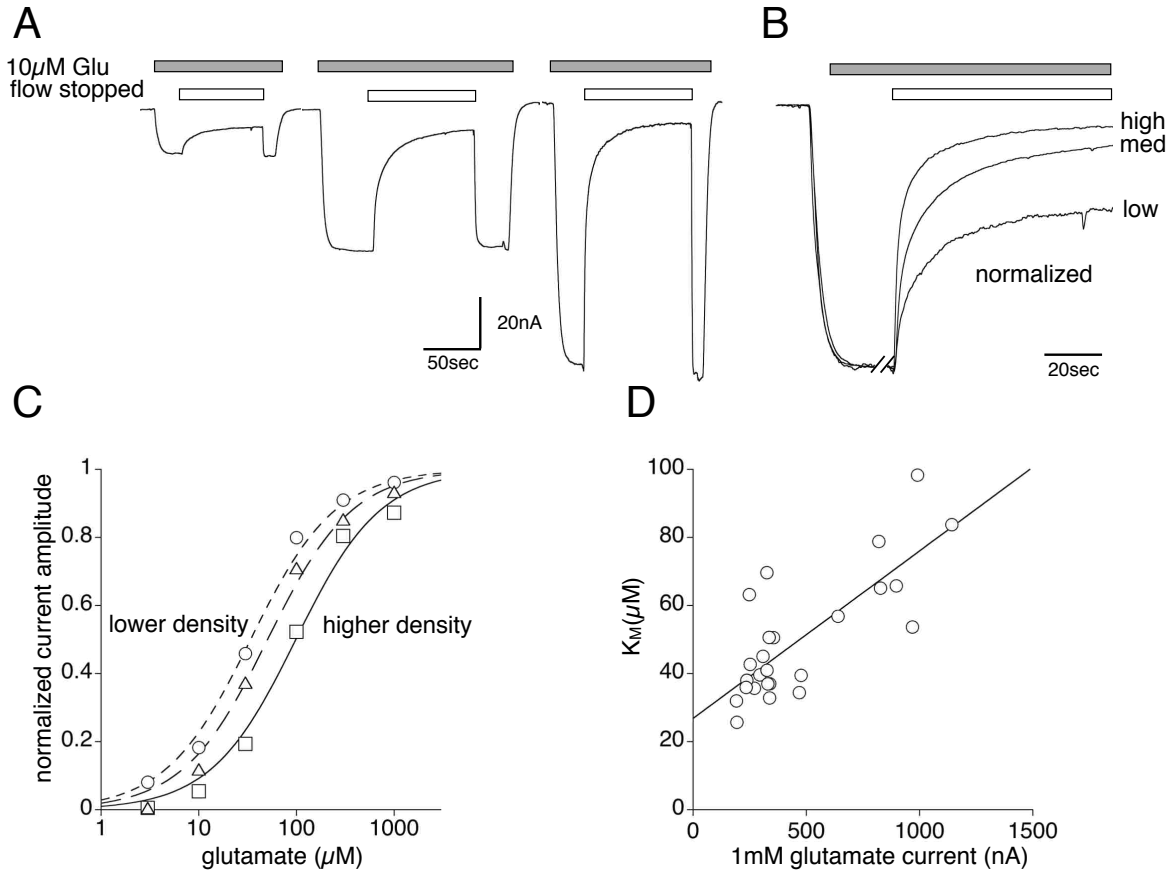 A
10µM Glu
flow stopped
20nA
50sec
B
high
med
low
normalized
20sec
C
normalized current amplitude
1
0.8
0.6
0.4
0.2
0
lower density
higher density
1
10
100
1000
glutamate (µM)
D
K_M(µM)
100
80
60
40
20
0
0
500
1000
1500
1mM glutamate current (nA)